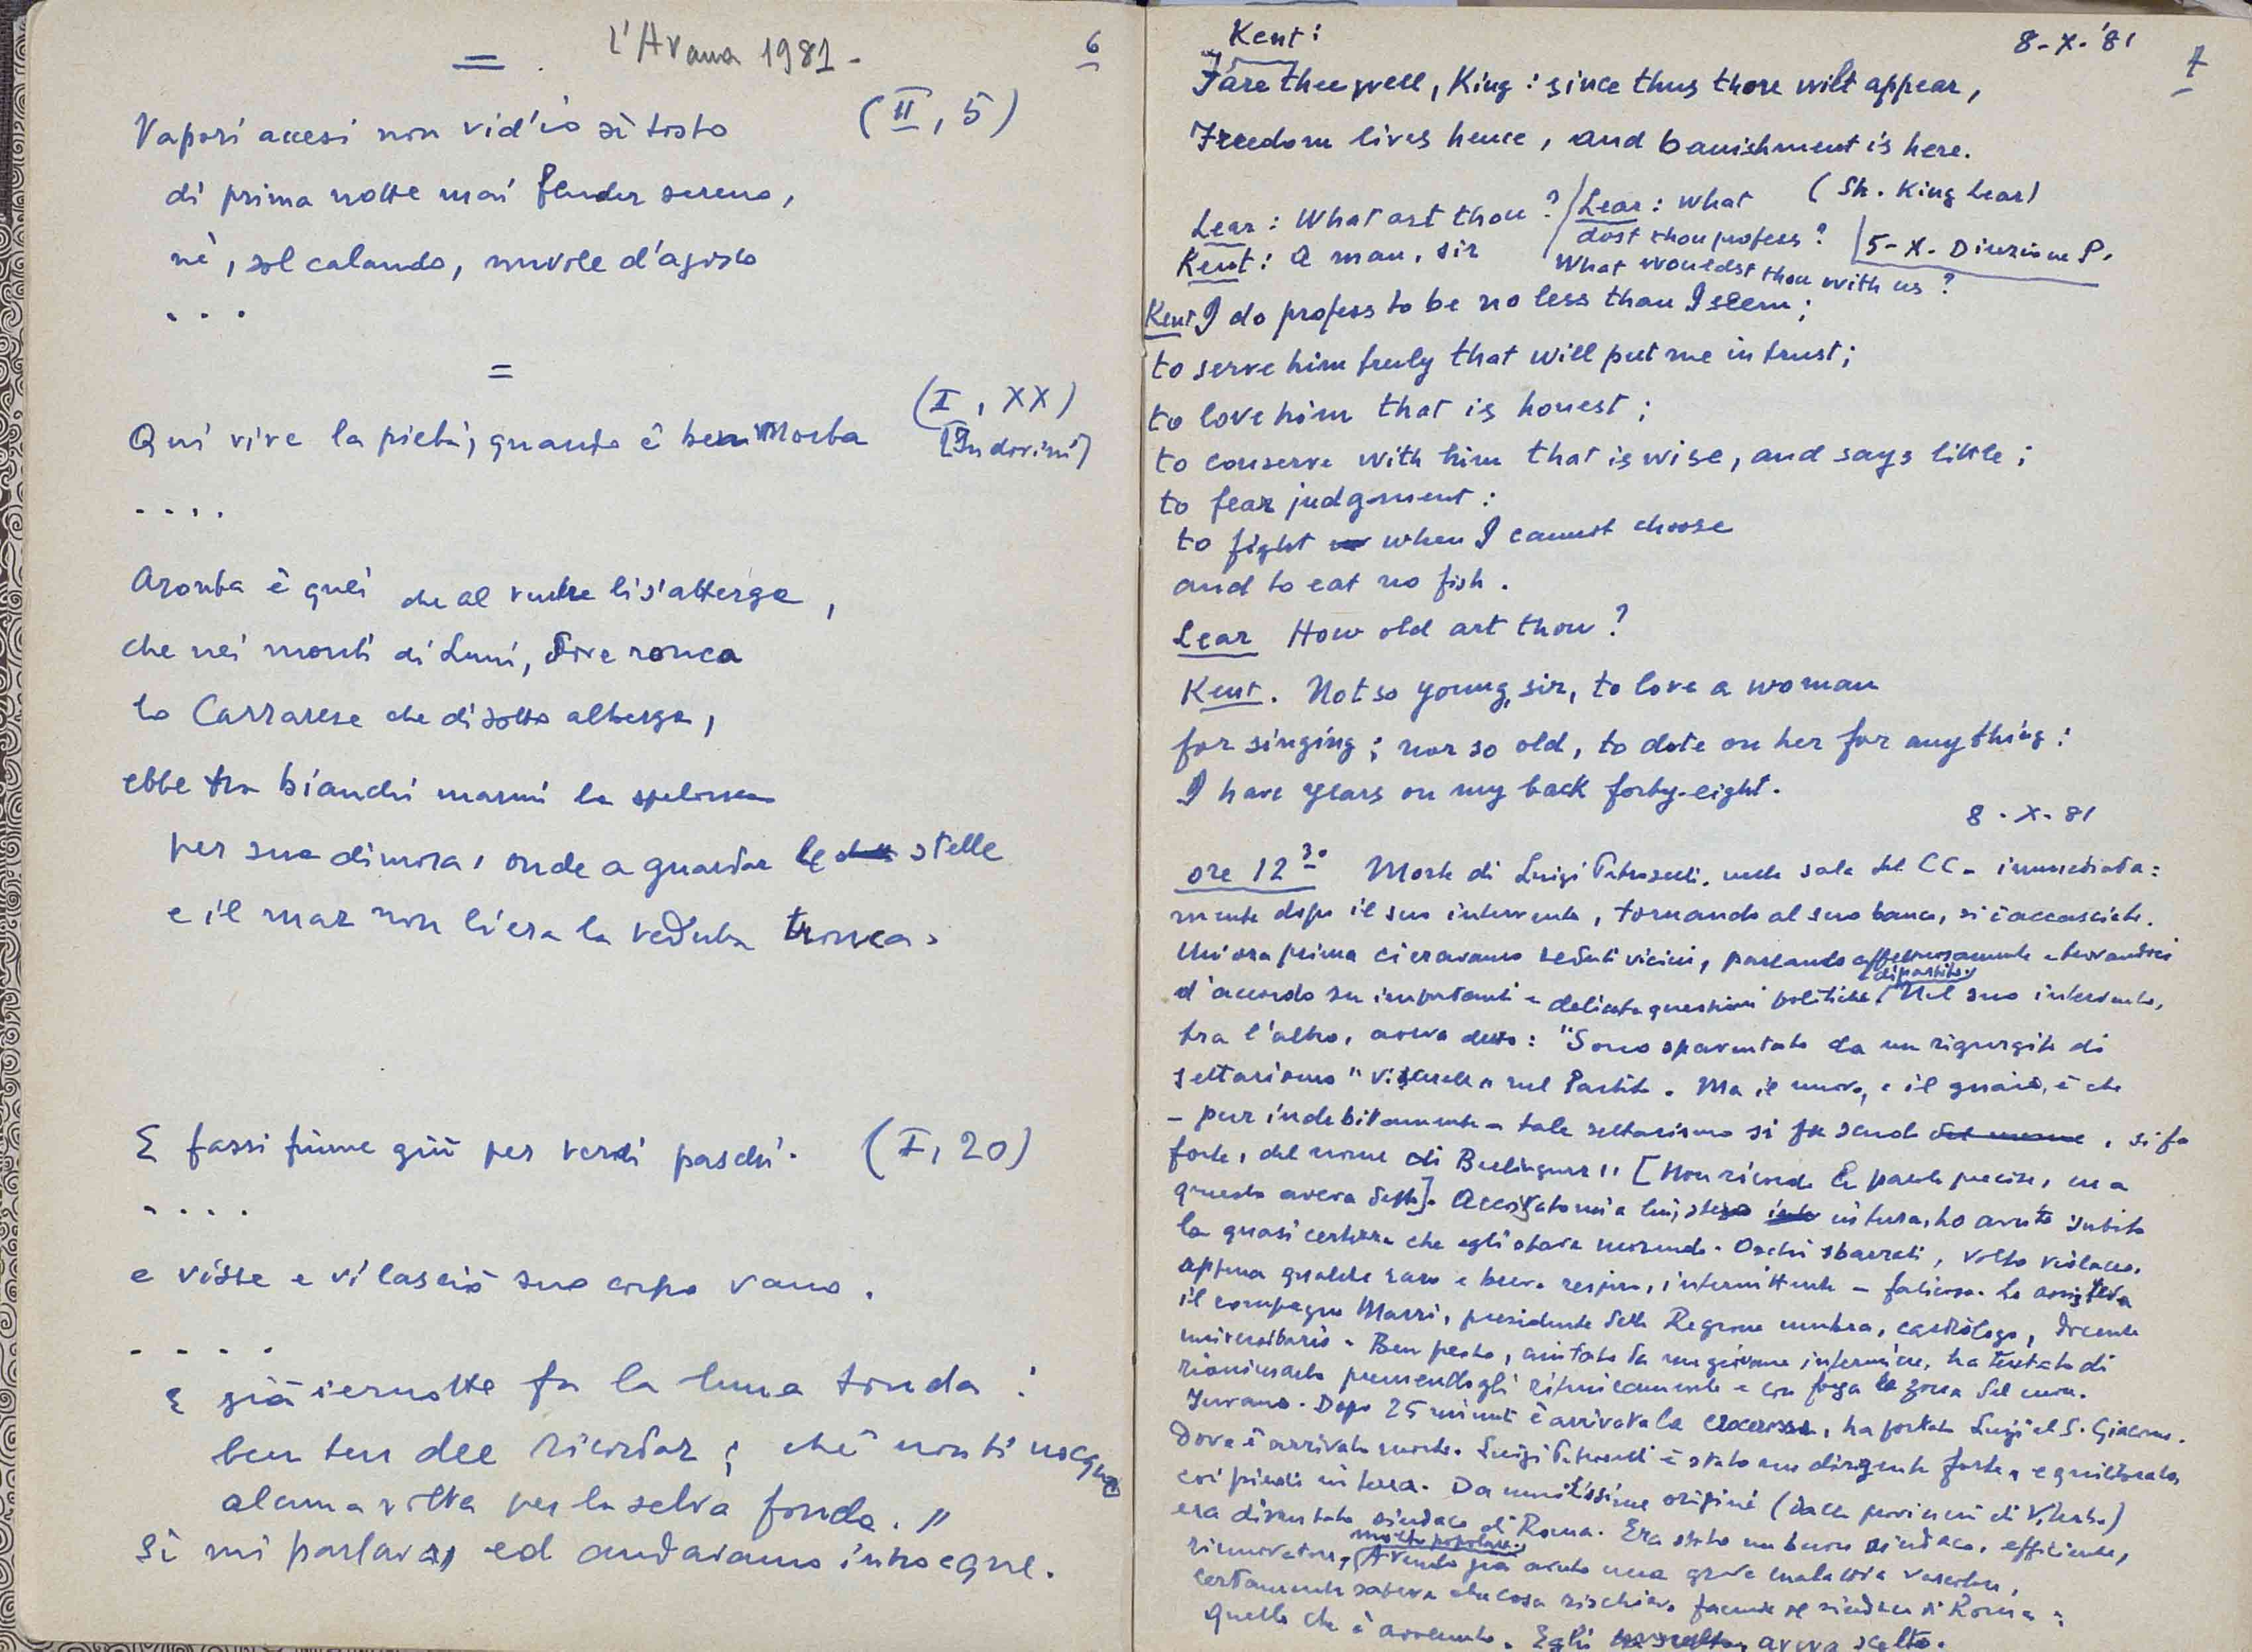 = . L'Avana 1981 -
6
Vapori accesi non vid'io sì tosto (II, 5)
di prima notte mai fender sereno,
nè, sol calando, nuvole d'agosto
. . .
=
Qui vive la pietà, quando è ben morta (I, XX)
[Indovini]
. . . .
Aronta è quei che al ventre li s'atterga,
che nei monti di Luni, dove ronca
lo Carrarese che di sotto alberga,
ebbe tra bianchi marmi la spelonca
per sua dimora, onde a guardar le stelle
e il mar non li era la veduta tronca.
E fassi fiume giù per verdi paschi. (I, 20)
. . . .
e visse e vi lasciò suo corpo vano.
. . . .
E già iernotte fu la luna tonda:
ben ten dee ricordar; chè non ti nocque
alcuna volta per la selva fonda."
Sì mi parlava, ed andavamo introcque.
Kent: 8-X-'81
7
Fare thee well, King: since thus thou wilt appear,
Freedom lives hence, and banishment is here.
(Sh. King Lear)
Lear: What art thou? / Lear: What
dost thou profess?
Kent: A man, sir
What wouldst thou with us?
5-X- Direzione P.
Kent I do profess to be no less than I seem;
to serve him truly that will put me in trust;
to love him that is honest;
to converse with him that is wise, and says little;
to fear judgment:
to fight when I cannot choose
and to eat no fish.
Lear How old art thou?
Kent. Not so young, sir, to love a woman
for singing; nor so old, to dote on her for any thing:
I have years on my back forty-eight.
8-X-81
ore 12 30 Morte di Luigi Petroselli, nella sala del CC - immediata=
mente dopo il suo intervento, tornando al suo banco, si è accasciato.
Un'ora prima ci eravamo seduti vicini, parlando affettuosamente e trovandoci
d'accordo su importanti e delicate questioni politiche e di partito. Nel suo intervento,
tra l'altro, aveva detto: "Sono spaventato da un rigurgito di
settarismo "viscerale" nel Partito. Ma il nuovo, e il guaio, è che
- pur indebitamente - tale settarismo si fa scudo del nome, si fa
forte, del nome di Berlinguer" [Non ricordo le parole precise, ma
questo aveva detto]. Accostatomi a lui, steso in terra, ho avuto subito
la quasi certezza che egli stava morendo. Occhi sbarrati, volto violaceo,
appena qualche raro e breve respiro, intermittente - faticoso. Lo assisteva
il compagno Marri, presidente della Regione umbra, cardiologo, docente
universitario. Ben presto, aiutato da un giovane infermiere, ha tentato di
rianimarlo premendogli ritmicamente e con forza la zona del cuore.
Invano. Dopo 25 minuti è arrivata la crocerossa, ha portato Luigi al S. Giacomo.
Dove è arrivato morto. Luigi Petroselli è stato un dirigente forte, equilibrato,
coi piedi in terra. Da umilissime origini (dalla provincia di Viterbo)
era diventato sindaco di Roma. Era stato un buon sindaco, efficiente,
rinnovatore, molto popolare. Avendo già avuto una grave malattia vascolare,
certamente sapeva che cosa rischiava facendo il sindaco di Roma:
quello che è avvenuto. Egli aveva scelto.